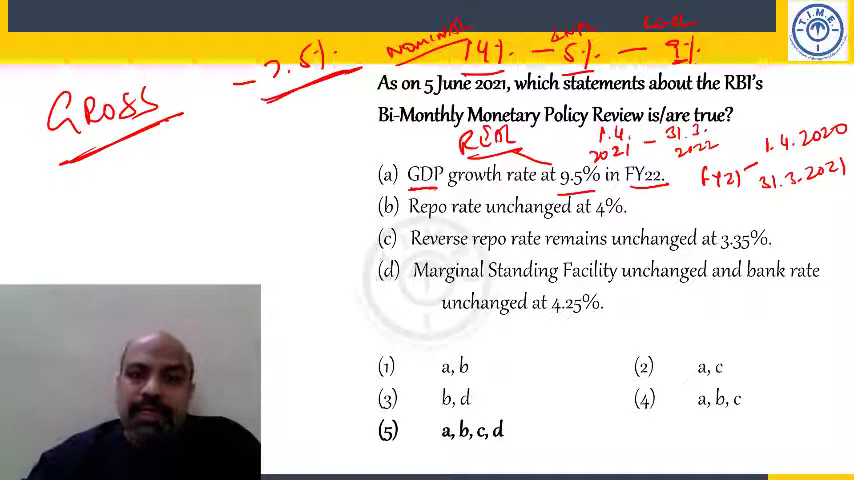 T.I.M.E.
NOMINAL 14% - 5% - 9%
INFL
REAL
GROSS - 7.5%
As on 5 June 2021, which statements about the RBI's
Bi-Monthly Monetary Policy Review is/are true?
REAL 1.4. 2021 - 31.3. 2022
(a) GDP growth rate at 9.5% in FY22.
FY21 - 1.4.2020
31.3.2021
(b) Repo rate unchanged at 4%.
(c) Reverse repo rate remains unchanged at 3.35%.
(d) Marginal Standing Facility unchanged and bank rate
unchanged at 4.25%.
(1) a, b (2) a, c
(3) b, d (4) a, b, c
(5) a, b, c, d